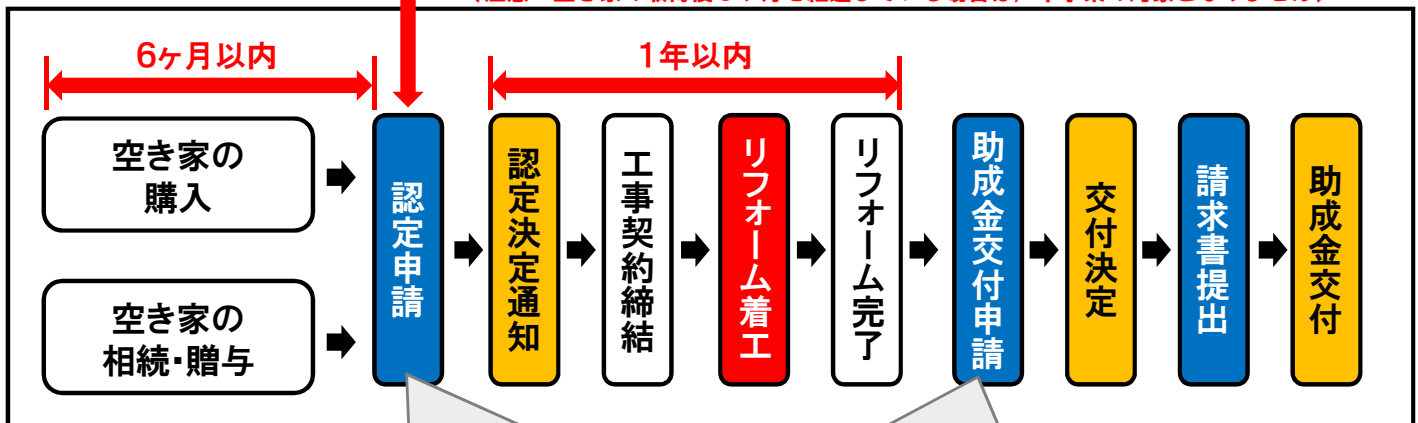 6ヶ月以内
1年以内
空き家の
購入
空き家の
相続・贈与
認定申請
認定決定通知
工事契約締結
リフォーム着工
リフォーム完了
助成金交付申請
交付決定
請求書提出
助成金交付